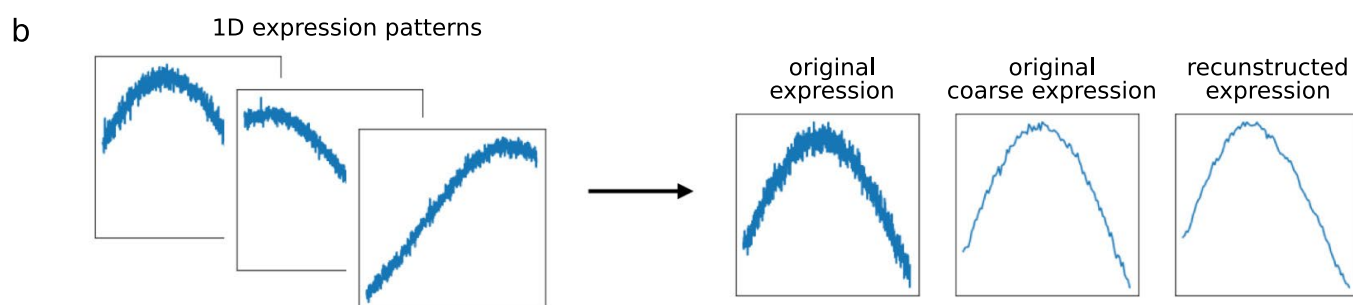 b
1D expression patterns
original
expression
original
coarse expression
recunstructed
expression